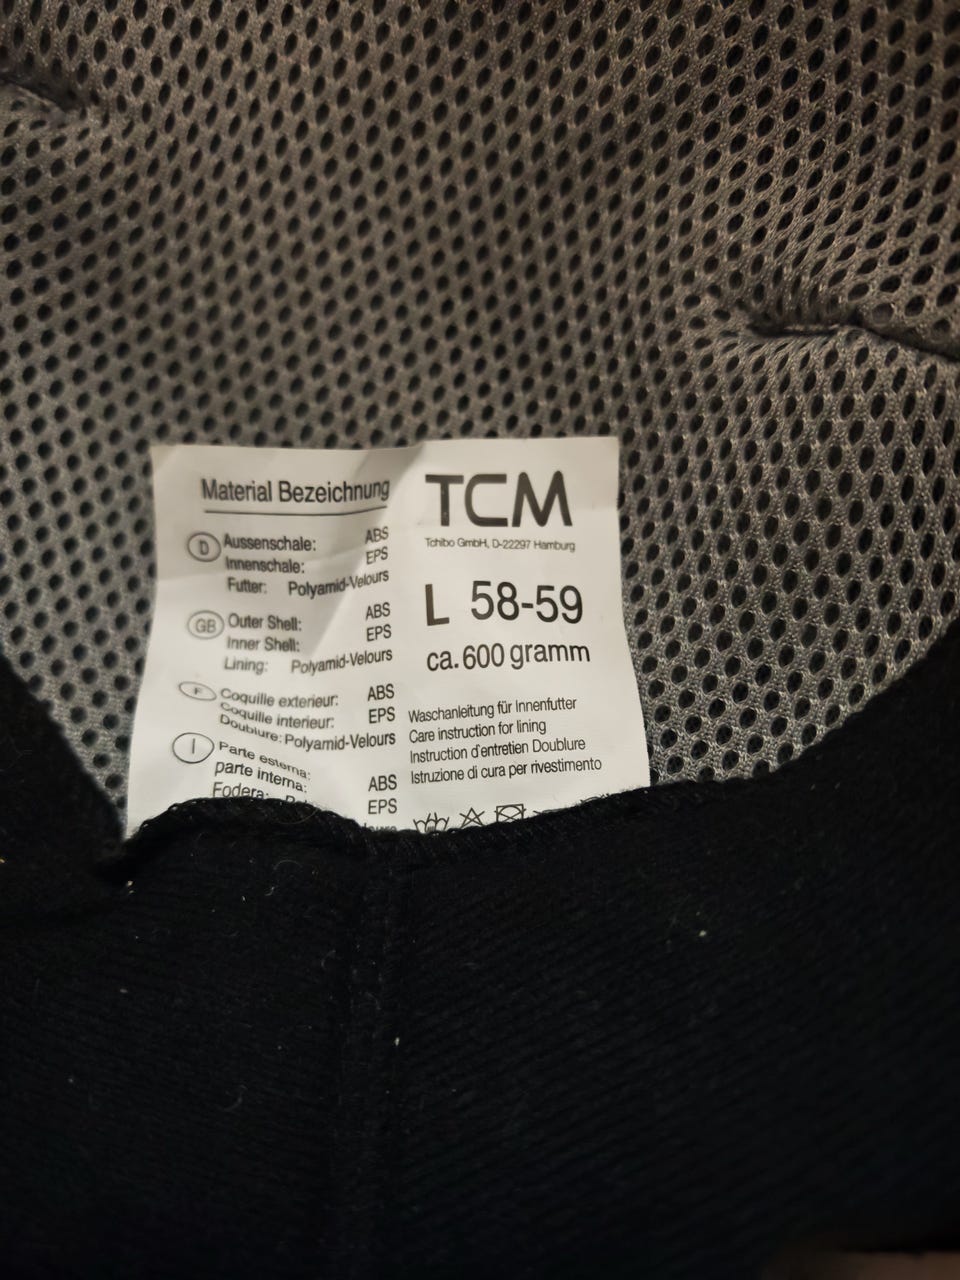 Material Bezeichnung
D Aussenschale: ABS
Innenschale: EPS
Futter: Polyamid-Velours
GB Outer Shell: ABS
Inner Shell: EPS
Lining: Polyamid-Velours
F Coquille exterieur: ABS
Coquille interieur: EPS
Doublure: Polyamid-Velours
I Parte esterna: ABS
parte interna: EPS
Fodera:
TCM
Tchibo GmbH, D-22297 Hamburg
L 58-59
ca. 600 gramm
Waschanleitung für Innenfutter
Care instruction for lining
Instruction d'entretien Doublure
Istruzione di cura per rivestimento